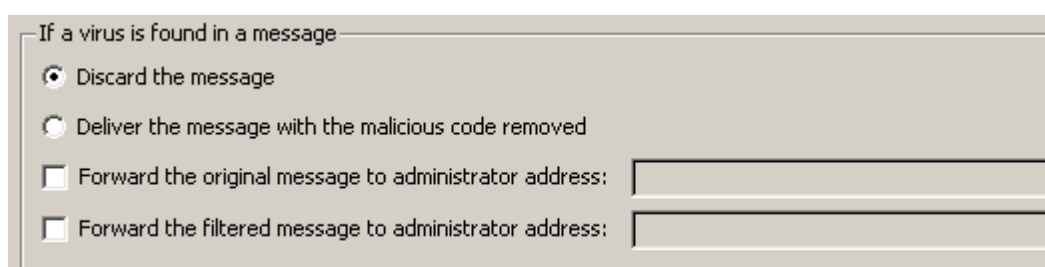 If a virus is found in a message
Discard the message
Deliver the message with the malicious code removed
Forward the original message to administrator address:
Forward the filtered message to administrator address: